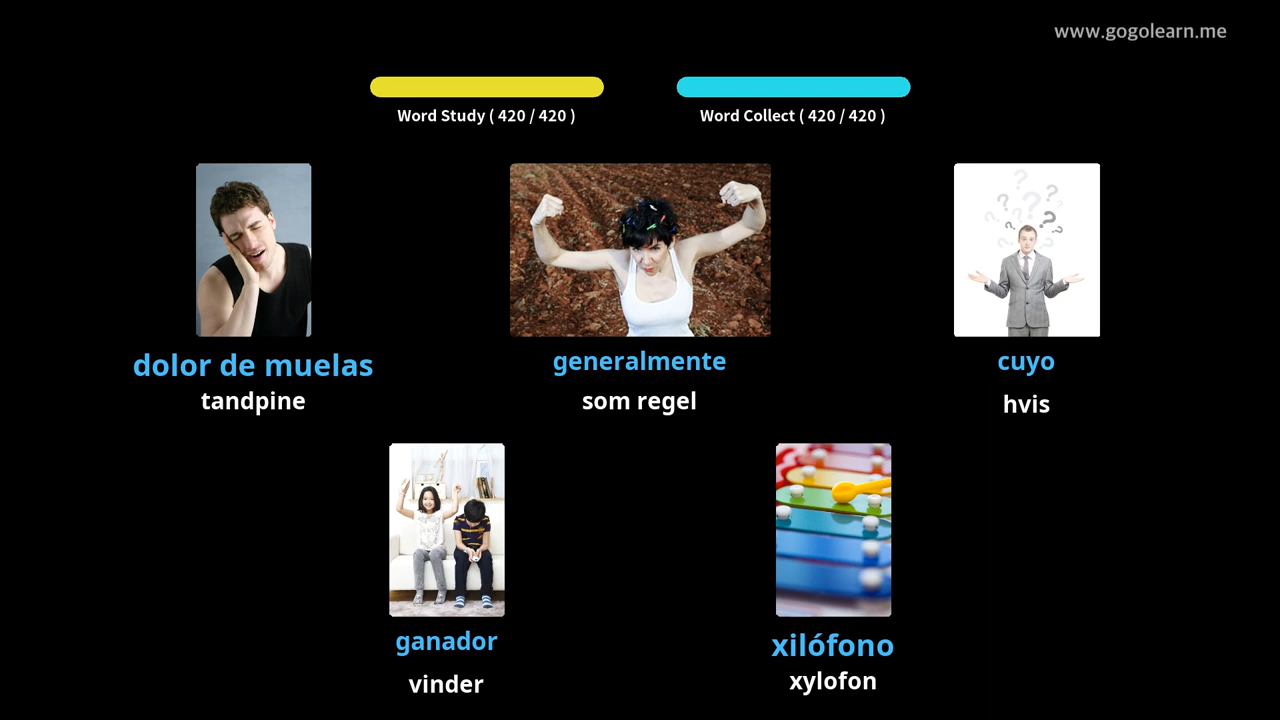 www.gogolearn.me
Word Study ( 420 / 420 )
Word Collect ( 420 / 420 )
dolor de muelas
tandpine
generalmente
som regel
cuyo
hvis
ganador
vinder
xilófono
xylofon